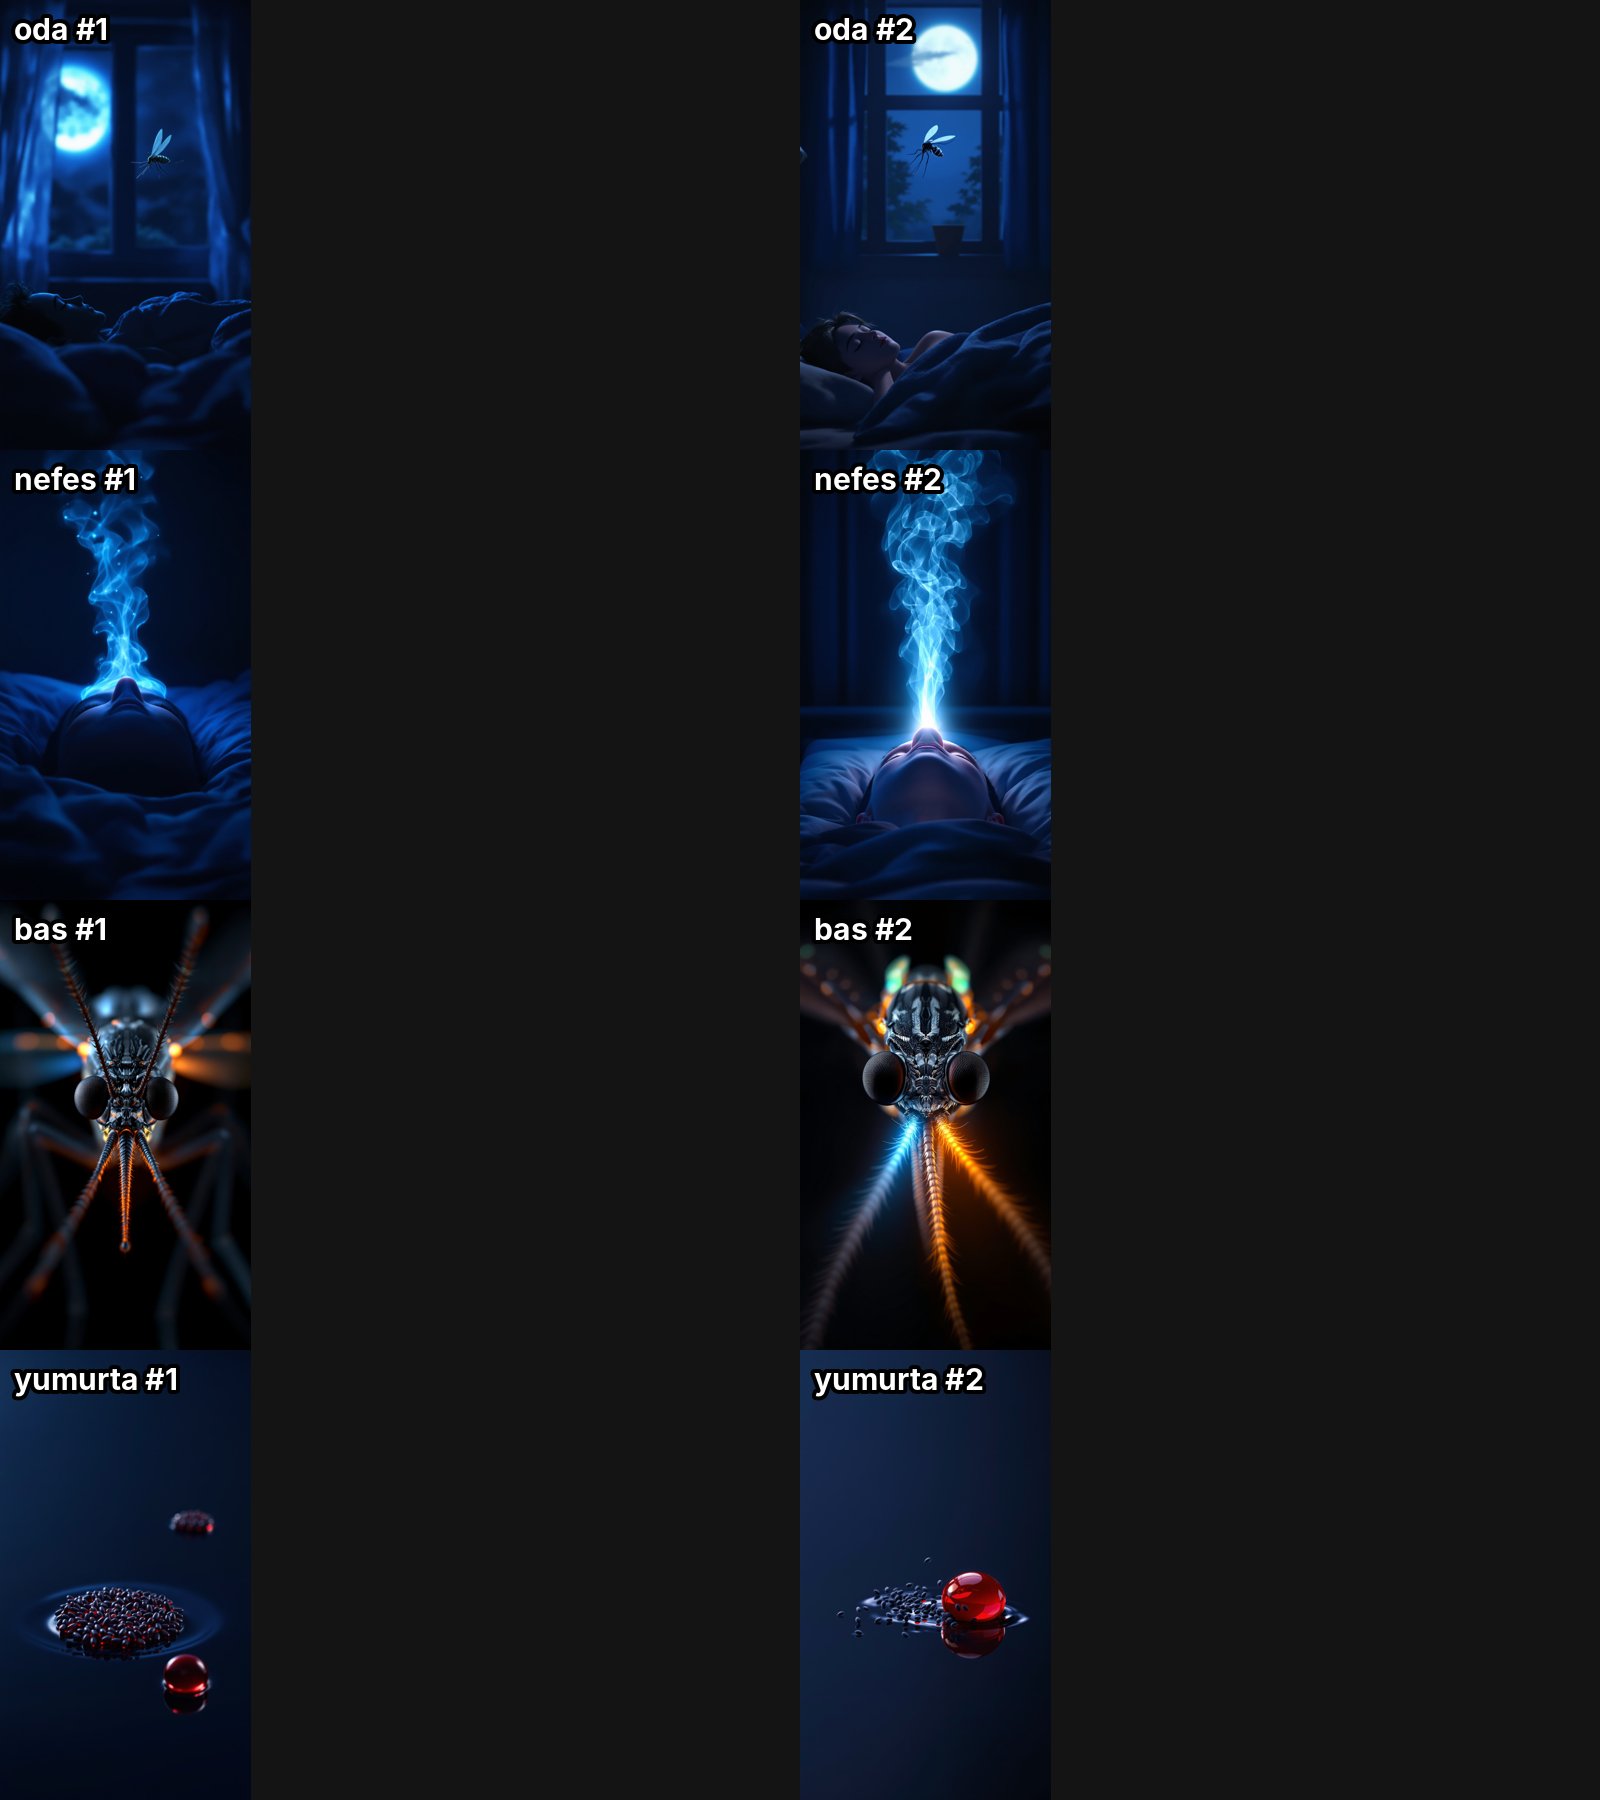 oda #1
oda #2
nefes #1
nefes #2
bas #1
bas #2
yumurta #1
yumurta #2